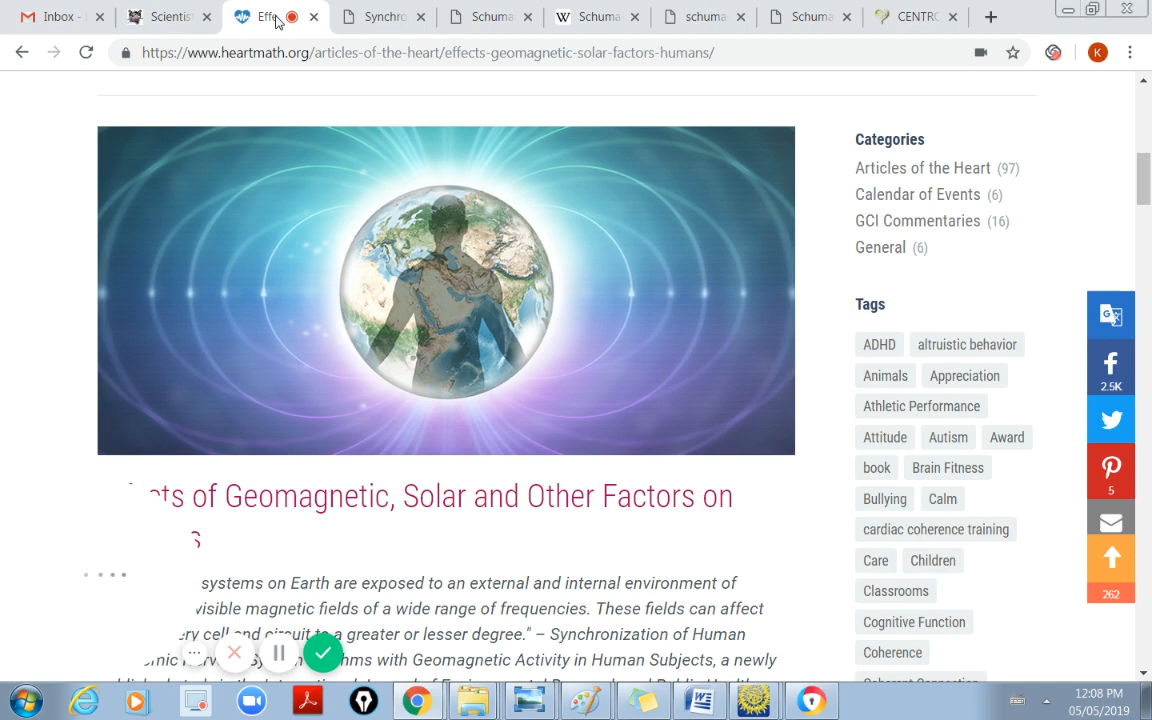 Inbox -
Scientis
Effe
Synchro
Schuma
Schuma
schuma
Schuma
CENTRO
https://www.heartmath.org/articles-of-the-heart/effects-geomagnetic-solar-factors-humans/
K
Categories
Articles of the Heart (97)
Calendar of Events (6)
GCI Commentaries (16)
General (6)
Tags
ADHD altruistic behavior
Animals Appreciation
Athletic Performance
Attitude Autism Award
book Brain Fitness
Bullying Calm
cardiac coherence training
Care Children
Classrooms
Cognitive Function
Coherence
2.5K
5
262
of Geomagnetic, Solar and Other Factors on
systems on Earth are exposed to an external and internal environment of
visible magnetic fields of a wide range of frequencies. These fields can affect
cell and circuit to a greater or lesser degree." – Synchronization of Human
with Geomagnetic Activity in Human Subjects, a newly
12:08 PM
05/05/2019